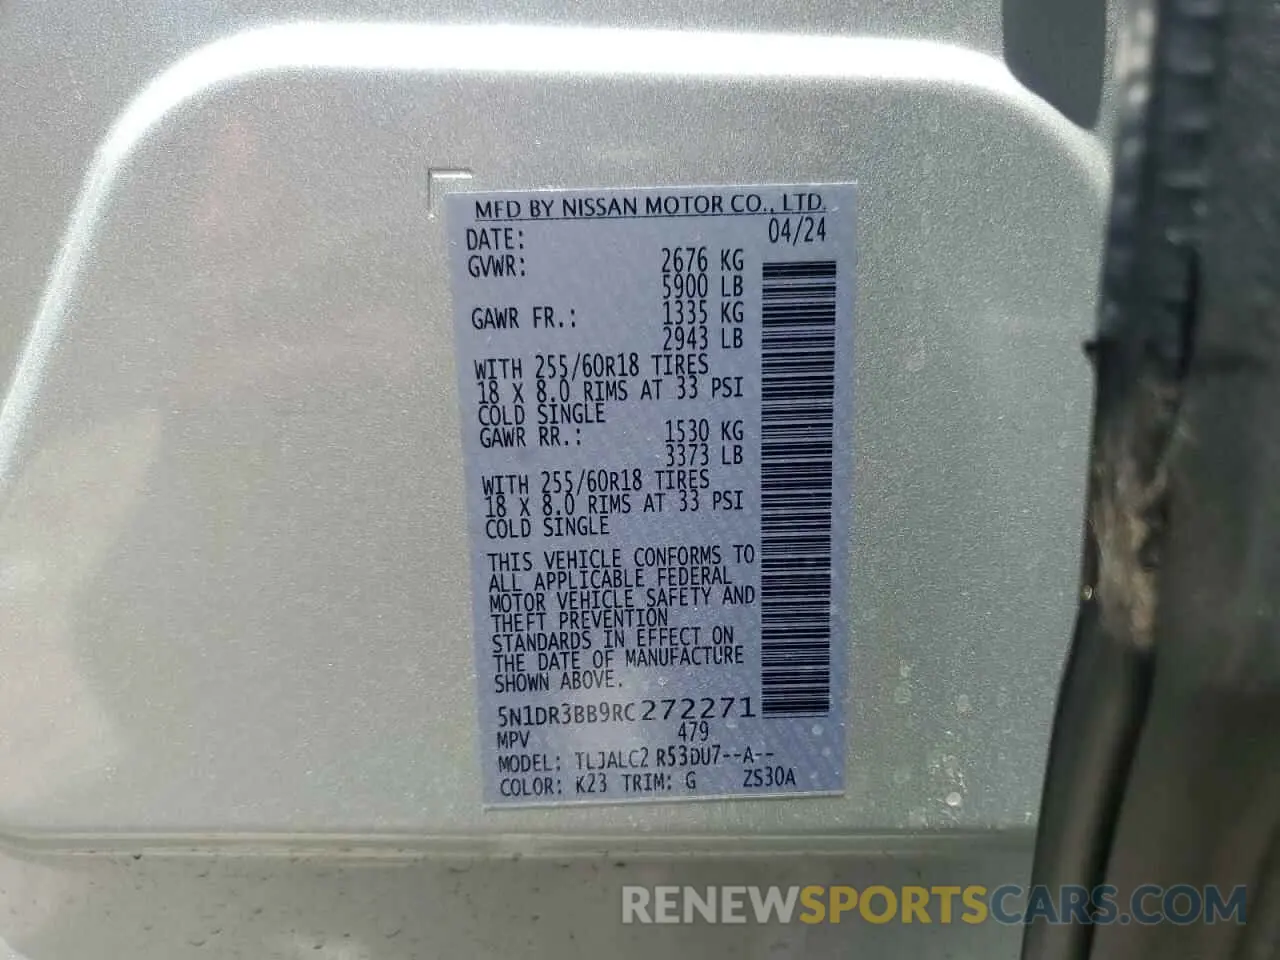 MFD BY NISSAN MOTOR CO., LTD.
DATE: 04/24
GVWR: 2676 KG
5900 LB
GAWR FR.: 1335 KG
2943 LB
WITH 255/60R18 TIRES
18 X 8.0 RIMS AT 33 PSI
COLD SINGLE
GAWR RR.: 1530 KG
3373 LB
WITH 255/60R18 TIRES
18 X 8.0 RIMS AT 33 PSI
COLD SINGLE
THIS VEHICLE CONFORMS TO
ALL APPLICABLE FEDERAL
MOTOR VEHICLE SAFETY AND
THEFT PREVENTION
STANDARDS IN EFFECT ON
THE DATE OF MANUFACTURE
SHOWN ABOVE.
5N1DR3BB9RC272271
MPV 479
MODEL: TLJALC2 R53DU7--A--
COLOR: K23 TRIM: G ZS30A
RENEWSPORTSCARS.COM